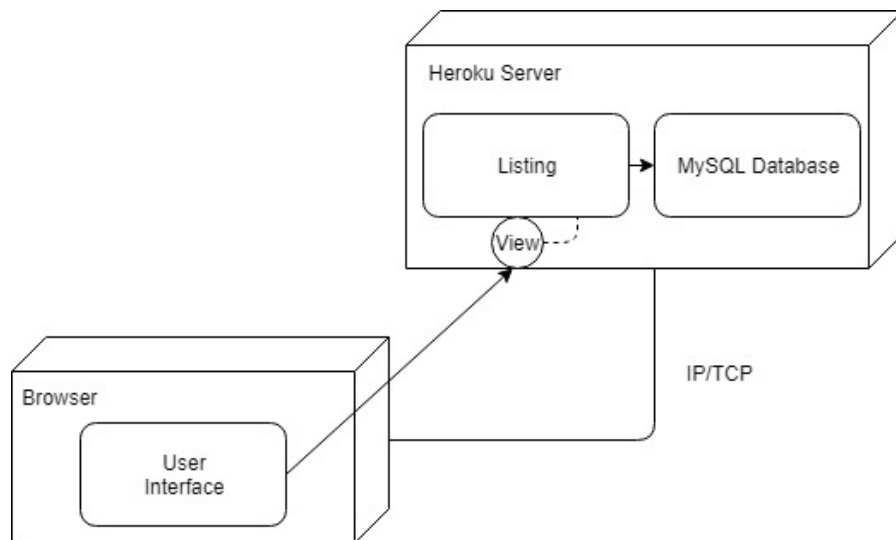 Heroku Server
Listing
MySQL Database
View
IP/TCP
Browser
User
Interface